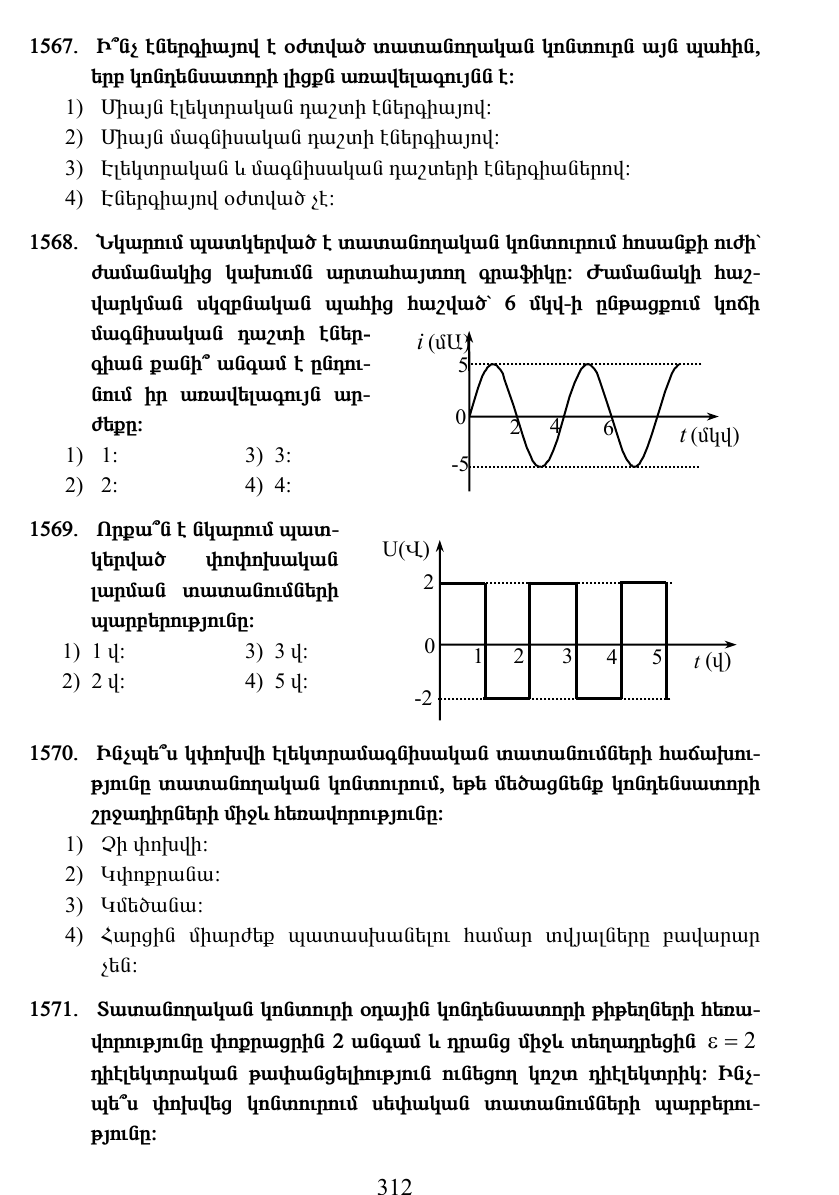 1567. Ի՞նչ էներգիայով է օժտված տատանողական կոնտուրն այն պահին,
երբ կոնդենսատորի լիցքն առավելագույնն է:
1) Միայն էլեկտրական դաշտի էներգիայով:
2) Միայն մագնիսական դաշտի էներգիայով:
3) Էլեկտրական և մագնիսական դաշտերի էներգիաներով:
4) Էներգիայով օժտված չէ:
1568. Նկարում պատկերված է տատանողական կոնտուրում հոսանքի ուժի՝
ժամանակից կախումն արտահայտող գրաֆիկը: Ժամանակի հաշ-
վարկման սկզբնական պահից հաշված՝ 6 մկվ-ի ընթացքում կոճի
մագնիսական դաշտի էներ-
գիան քանի՞ անգամ է ընդու-
նում իր առավելագույն ար-
ժեքը:
1) 1: 3) 3:
2) 2: 4) 4:
i (մԱ)
5
0
2 4 6
t (մկվ)
-5
1569. Որքա՞ն է նկարում պատ-
կերված փոփոխական
լարման տատանումների
պարբերությունը:
1) 1 վ: 3) 3 վ:
2) 2 վ: 4) 5 վ:
U(Վ)
2
0
1 2 3 4 5 t (վ)
-2
1570. Ինչպե՞ս կփոխվի էլեկտրամագնիսական տատանումների հաճախու-
թյունը տատանողական կոնտուրում, եթե մեծացնենք կոնդենսատորի
շրջադիրների միջև հեռավորությունը:
1) Չի փոխվի:
2) Կփոքրանա:
3) Կմեծանա:
4) Հարցին միարժեք պատասխանելու համար տվյալները բավարար
չեն:
1571. Տատանողական կոնտուրի օդային կոնդենսատորի թիթեղների հեռա-
վորությունը փոքրացրին 2 անգամ և դրանց միջև տեղադրեցին ε = 2
դիէլեկտրական թափանցելիություն ունեցող կոշտ դիէլեկտրիկ: Ինչ-
պե՞ս փոխվեց կոնտուրում սեփական տատանումների պարբերու-
թյունը:
312